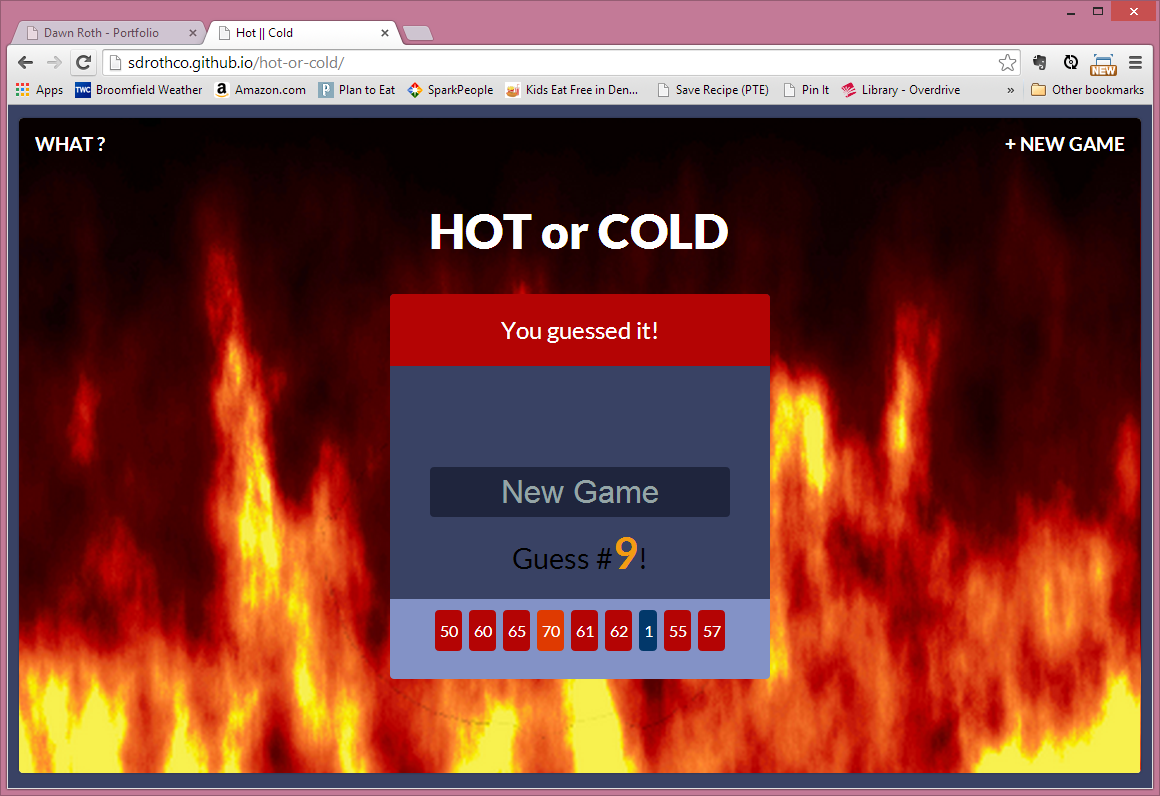 Dawn Roth - Portfolio Hot || Cold
sdrothco.github.io/hot-or-cold/ NEW
Apps TWC Broomfield Weather a Amazon.com P Plan to Eat SparkPeople Kids Eat Free in Den... Save Recipe (PTE) Pin It Library - Overdrive » Other bookmarks
WHAT ? + NEW GAME
HOT or COLD
You guessed it!
New Game
Guess #9!
50 60 65 70 61 62 1 55 57